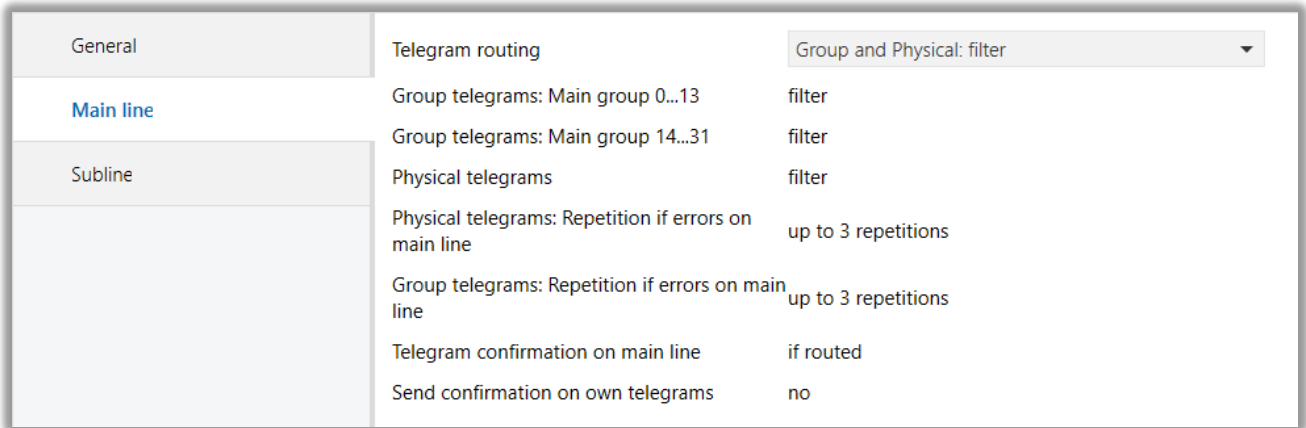 General
Main line
Subline
Telegram routing Group and Physical: filter
Group telegrams: Main group 0...13 filter
Group telegrams: Main group 14...31 filter
Physical telegrams filter
Physical telegrams: Repetition if errors on
main line up to 3 repetitions
Group telegrams: Repetition if errors on main
line up to 3 repetitions
Telegram confirmation on main line if routed
Send confirmation on own telegrams no